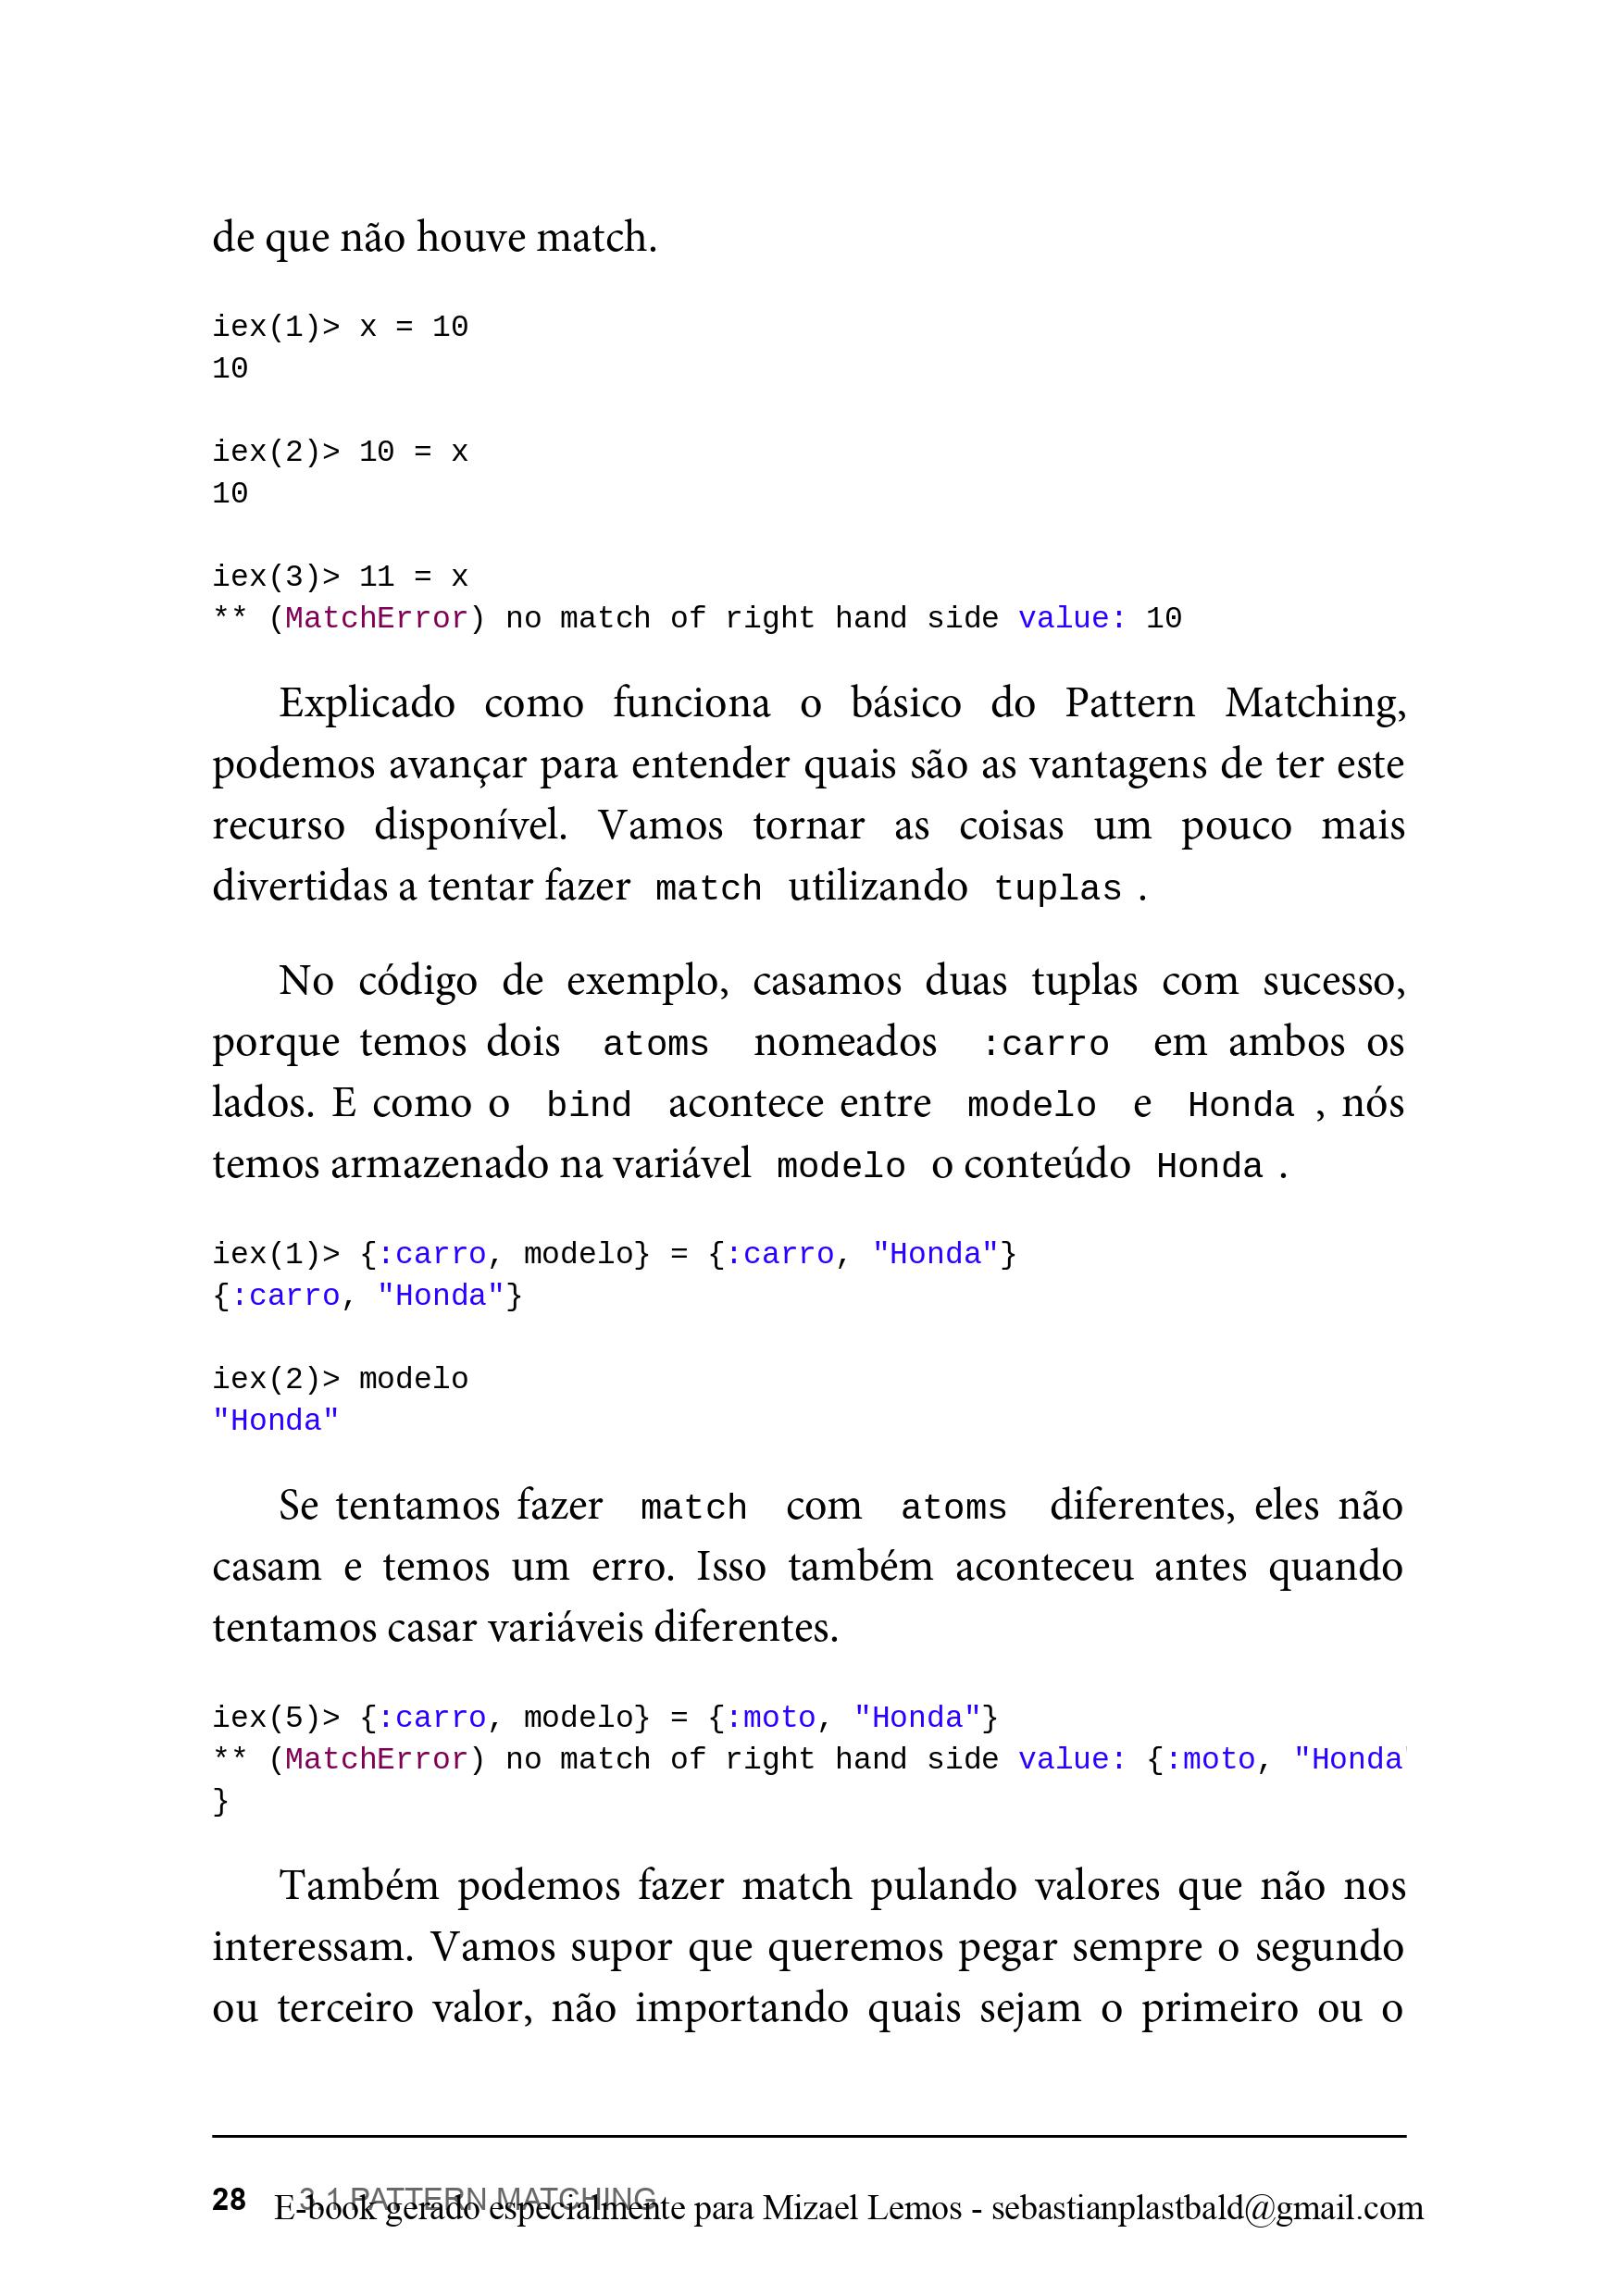 de que não houve match.
iex(1)> x = 10
10
iex(2)> 10 = x
10
iex(3)> 11 = x
** (MatchError) no match of right hand side value: 10
Explicado como funciona o básico do Pattern Matching,
podemos avançar para entender quais são as vantagens de ter este
recurso disponível. Vamos tornar as coisas um pouco mais
divertidas a tentar fazer match utilizando tuplas .
No código de exemplo, casamos duas tuplas com sucesso,
porque temos dois atoms nomeados :carro em ambos os
lados. E como o bind acontece entre modelo e Honda , nós
temos armazenado na variável modelo o conteúdo Honda .
iex(1)> {:carro, modelo} = {:carro, "Honda"}
{:carro, "Honda"}
iex(2)> modelo
"Honda"
Se tentamos fazer match com atoms diferentes, eles não
casam e temos um erro. Isso também aconteceu antes quando
tentamos casar variáveis diferentes.
iex(5)> {:carro, modelo} = {:moto, "Honda"}
** (MatchError) no match of right hand side value: {:moto, "Honda"
}
Também podemos fazer match pulando valores que não nos
interessam. Vamos supor que queremos pegar sempre o segundo
ou terceiro valor, não importando quais sejam o primeiro ou o
28 3.1 PATTERN MATCHING
E-book gerado especialmente para Mizael Lemos - sebastianplastbald@gmail.com